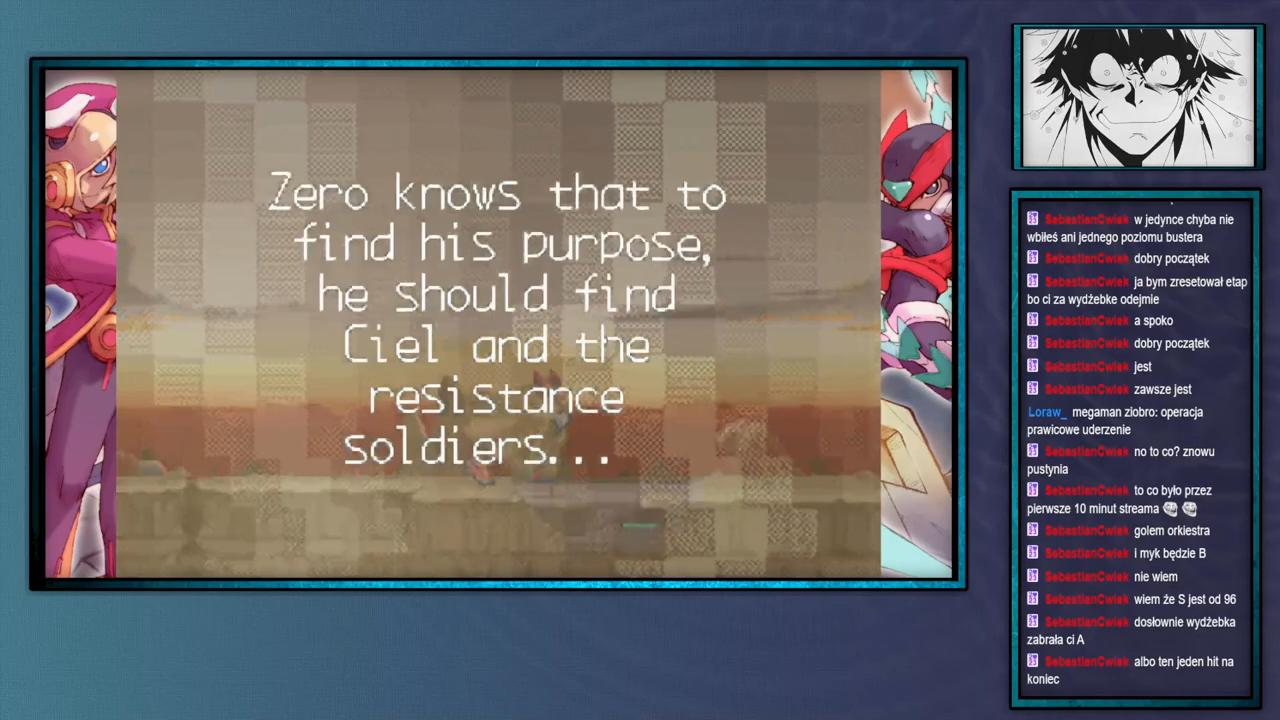 Zero knows that to
find his purpose,
he should find
Ciel and the
resistance
soldiers...
SebastianCwiek w jedynce chyba nie
wbiłeś ani jednego poziomu bustera
SebastianCwiek dobry początek
SebastianCwiek ja bym zresetował etap
bo ci za wydżebke odejmie
SebastianCwiek a spoko
SebastianCwiek dobry początek
SebastianCwiek jest
SebastianCwiek zawsze jest
Loraw_ megaman ziobro: operacja
prawicowe uderzenie
SebastianCwiek no to co? znowu
pustynia
SebastianCwiek to co było przez
pierwsze 10 minut streama
SebastianCwiek golem orkiestra
SebastianCwiek i myk będzie B
SebastianCwiek nie wiem
SebastianCwiek wiem że S jest od 96
SebastianCwiek dosłownie wydżebka
zabrała ci A
SebastianCwiek albo ten jeden hit na
koniec